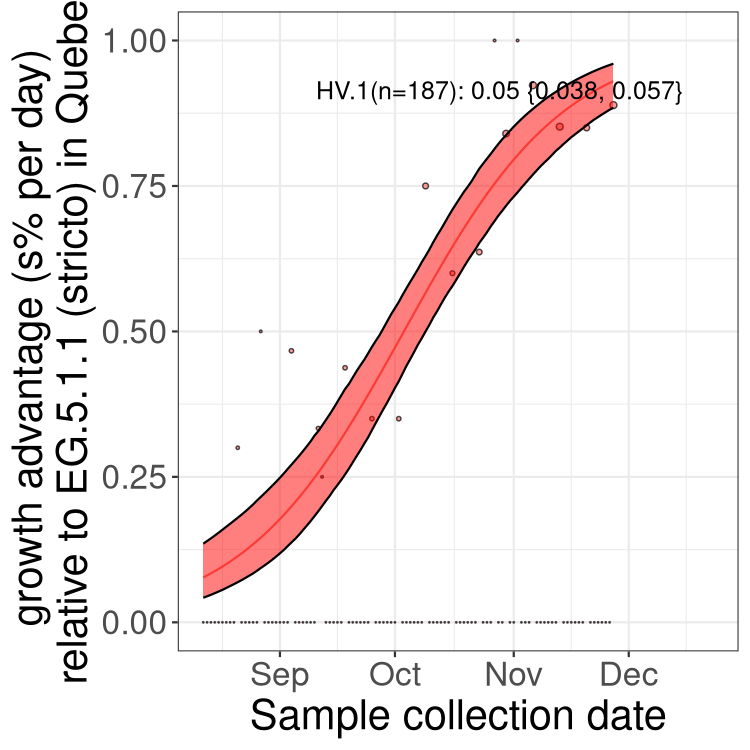 growth advantage (s% per day)
relative to EG.5.1.1 (stricto) in Quebe
1.00
0.75
0.50
0.25
0.00
HV.1(n=187): 0.05 {0.038, 0.057}
Sep Oct Nov Dec
Sample collection date